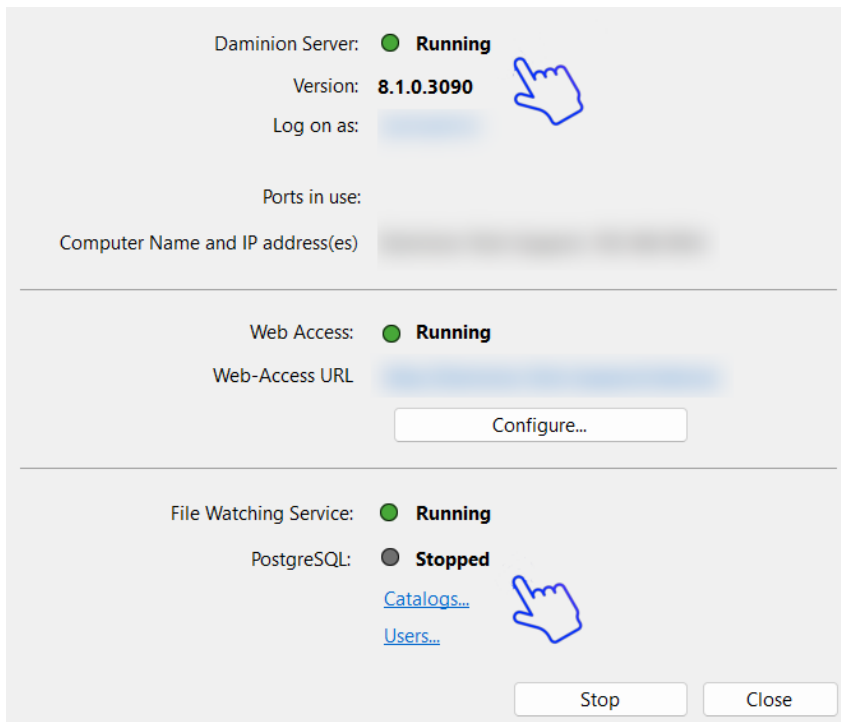 Daminion Server: Running
Version: 8.1.0.3090
Log on as:
Ports in use:
Computer Name and IP address(es)
Web Access: Running
Web-Access URL
Configure...
File Watching Service: Running
PostgreSQL: Stopped
Catalogs...
Users...
Stop Close